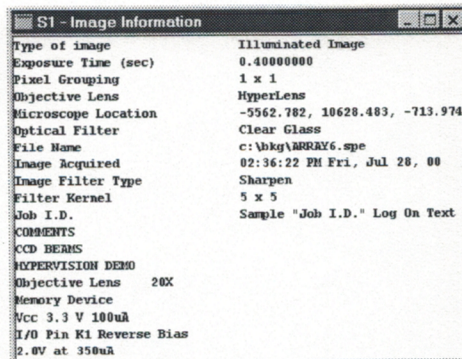 S1 - Image Information
Type of image Illuminated Image
Exposure Time (sec) 0.40000000
Pixel Grouping 1 x 1
Objective Lens HyperLens
Microscope Location -5562.782, 10628.483, -713.974
Optical Filter Clear Glass
File Name c:\bkg\ARRAY6.spe
Image Acquired 02:36:22 PM Fri, Jul 28, 00
Image Filter Type Sharpen
Filter Kernel 5 x 5
Job I.D. Sample "Job I.D." Log On Text
COMMENTS
CCD BEAMS
HYPERVISION DEMO
Objective Lens 20X
Memory Device
Vcc 3.3 V 100uA
I/O Pin K1 Reverse Bias
2.0V at 350uA